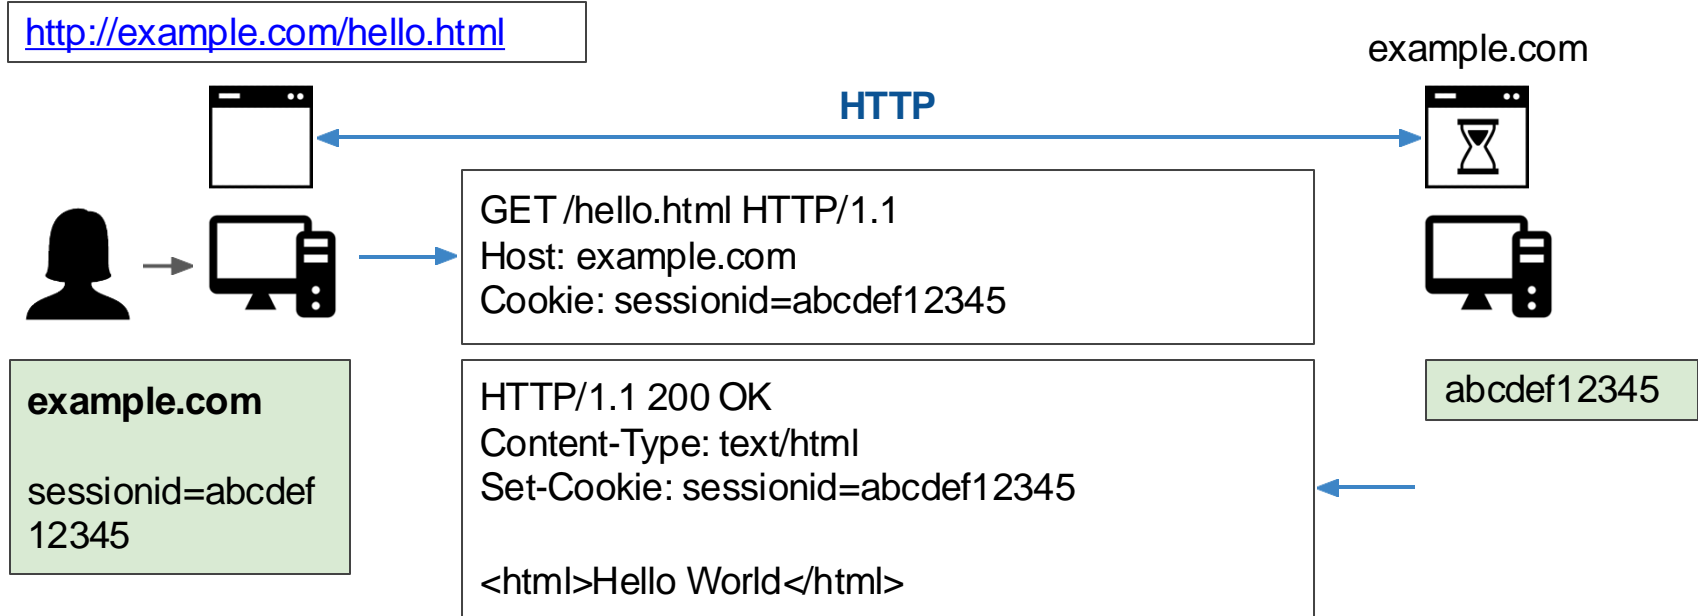 http://example.com/hello.html
example.com
HTTP
GET /hello.html HTTP/1.1
Host: example.com
Cookie: sessionid=abcdef12345
example.com
sessionid=abcdef
12345
HTTP/1.1 200 OK
Content-Type: text/html
Set-Cookie: sessionid=abcdef12345
<html>Hello World</html>
abcdef12345